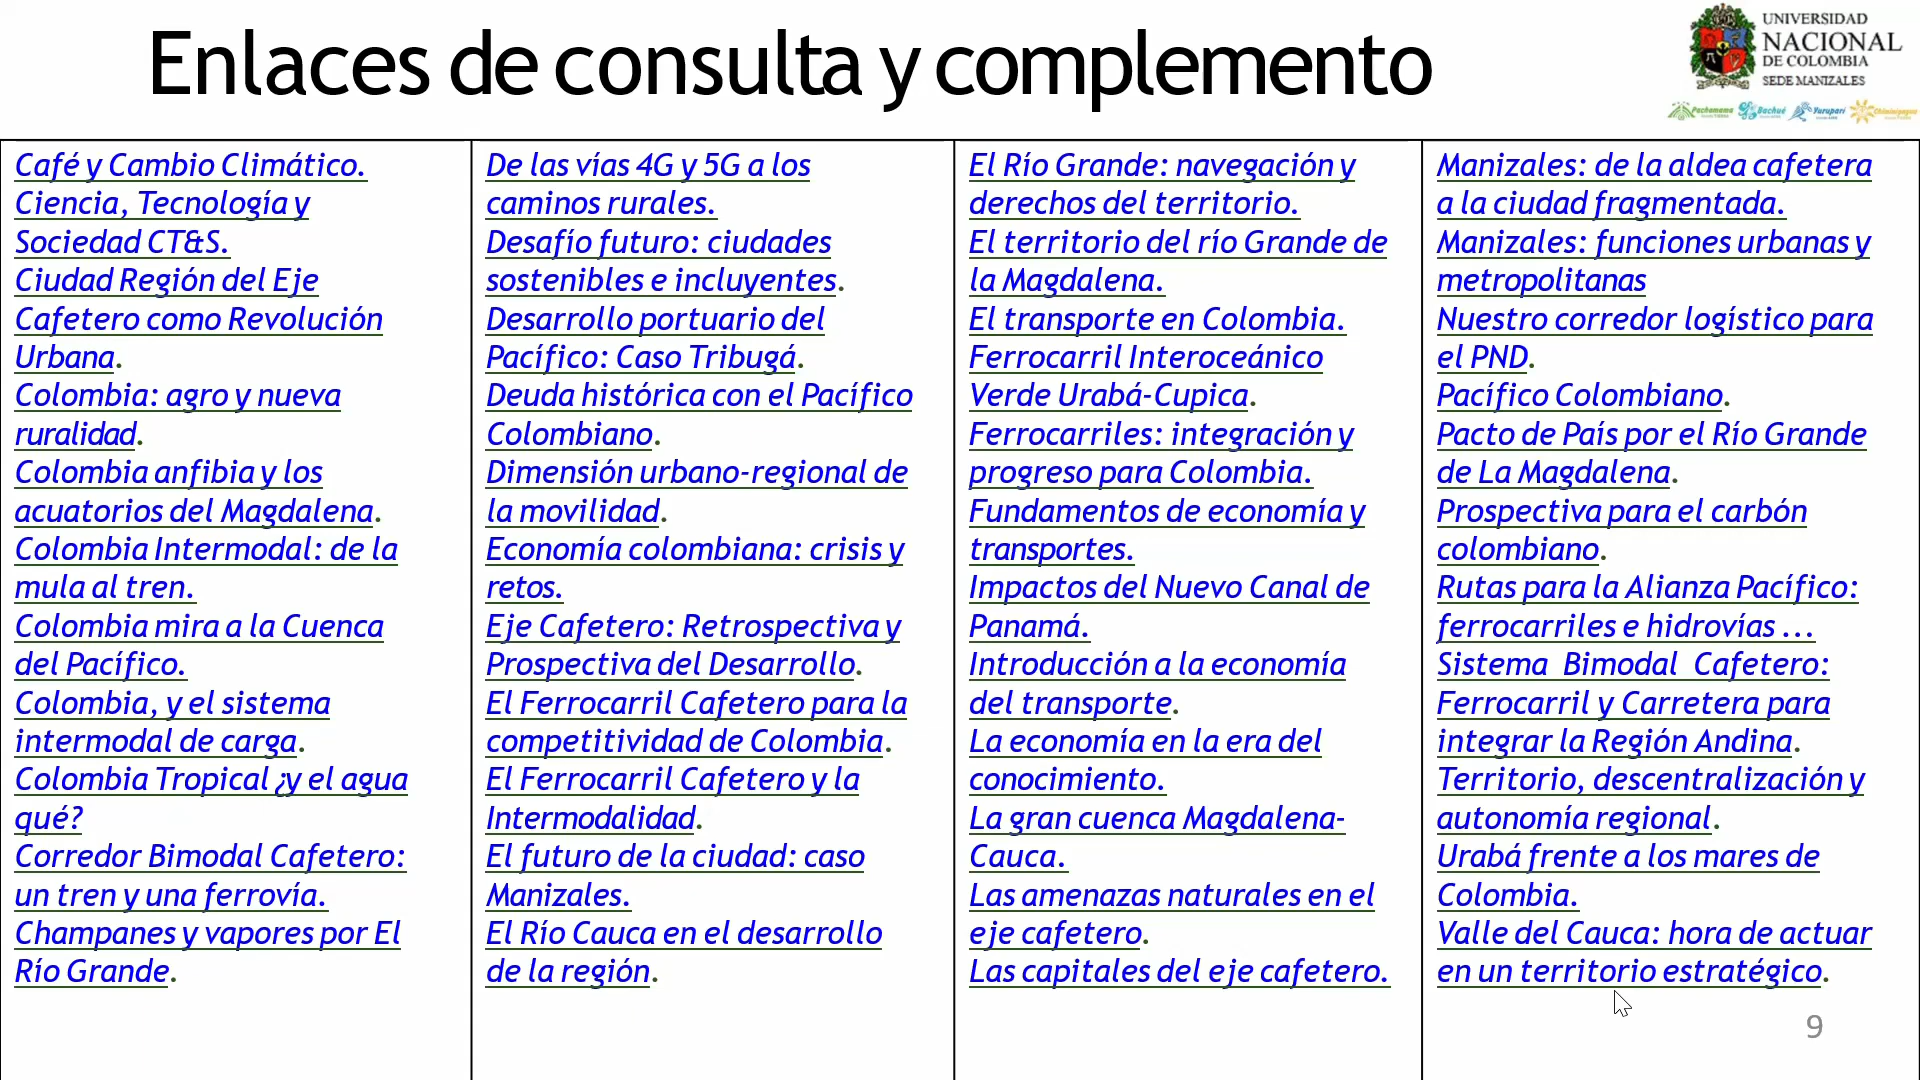 Enlaces de consulta y complemento
UNIVERSIDAD
NACIONAL
DE COLOMBIA
SEDE MANIZALES
Pachamama
Bachué
Yurupari
Café y Cambio Climático.
Ciencia, Tecnología y
Sociedad CT&S.
Ciudad Región del Eje
Cafetero como Revolución
Urbana.
Colombia: agro y nueva
ruralidad.
Colombia anfibia y los
acuatorios del Magdalena.
Colombia Intermodal: de la
mula al tren.
Colombia mira a la Cuenca
del Pacífico.
Colombia, y el sistema
intermodal de carga.
Colombia Tropical ¿y el agua
qué?
Corredor Bimodal Cafetero:
un tren y una ferrovía.
Champanes y vapores por El
Río Grande.
De las vías 4G y 5G a los
caminos rurales.
Desafío futuro: ciudades
sostenibles e incluyentes.
Desarrollo portuario del
Pacífico: Caso Tribugá.
Deuda histórica con el Pacífico
Colombiano.
Dimensión urbano-regional de
la movilidad.
Economía colombiana: crisis y
retos.
Eje Cafetero: Retrospectiva y
Prospectiva del Desarrollo.
El Ferrocarril Cafetero para la
competitividad de Colombia.
El Ferrocarril Cafetero y la
Intermodalidad.
El futuro de la ciudad: caso
Manizales.
El Río Cauca en el desarrollo
de la región.
El Río Grande: navegación y
derechos del territorio.
El territorio del río Grande de
la Magdalena.
El transporte en Colombia.
Ferrocarril Interoceánico
Verde Urabá-Cupica.
Ferrocarriles: integración y
progreso para Colombia.
Fundamentos de economía y
transportes.
Impactos del Nuevo Canal de
Panamá.
Introducción a la economía
del transporte.
La economía en la era del
conocimiento.
La gran cuenca Magdalena-
Cauca.
Las amenazas naturales en el
eje cafetero.
Las capitales del eje cafetero.
Manizales: de la aldea cafetera
a la ciudad fragmentada.
Manizales: funciones urbanas y
metropolitanas
Nuestro corredor logístico para
el PND.
Pacífico Colombiano.
Pacto de País por el Río Grande
de La Magdalena.
Prospectiva para el carbón
colombiano.
Rutas para la Alianza Pacífico:
ferrocarriles e hidrovías ...
Sistema Bimodal Cafetero:
Ferrocarril y Carretera para
integrar la Región Andina.
Territorio, descentralización y
autonomía regional.
Urabá frente a los mares de
Colombia.
Valle del Cauca: hora de actuar
en un territorio estratégico.
9